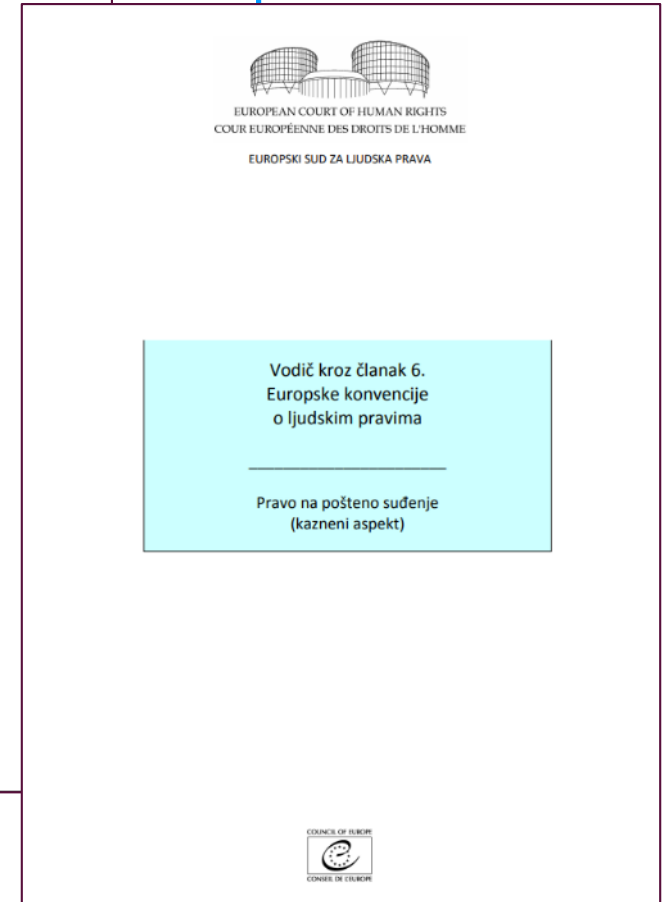 EUROPEAN COURT OF HUMAN RIGHTS
COUR EUROPÉENNE DES DROITS DE L'HOMME
EUROPSKI SUD ZA LJUDSKA PRAVA
Vodič kroz članak 6.
Europske konvencije
o ljudskim pravima
Pravo na pošteno suđenje
(kazneni aspekt)
COUNCIL OF EUROPE
CONSEIL DE L'EUROPE